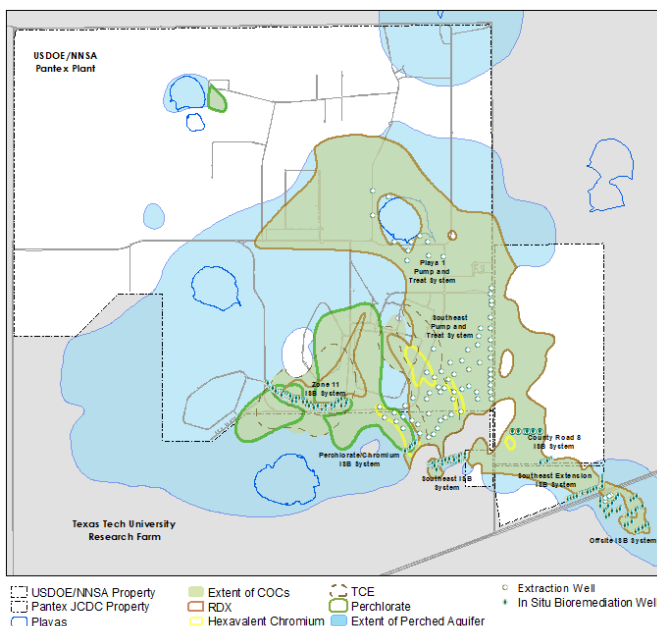 USDOE/NNSA
Pantex Plant
Playa 1
Pump and
Treat System
Southeast
Pump and
Treat System
Zone 11
ISB System
Perchlorate/Chromium
ISB System
Southeast ISB
System
County Road 8
ISB System
Southeast Extension
ISB System
Offsite ISB System
Texas Tech University
Research Farm
USDOE/NNSA Property
Pantex JCDC Property
Playas
Extent of COCs
RDX
Hexavalent Chromium
TCE
Perchlorate
Extent of Perched Aquifer
Extraction Well
In Situ Bioremediation Well